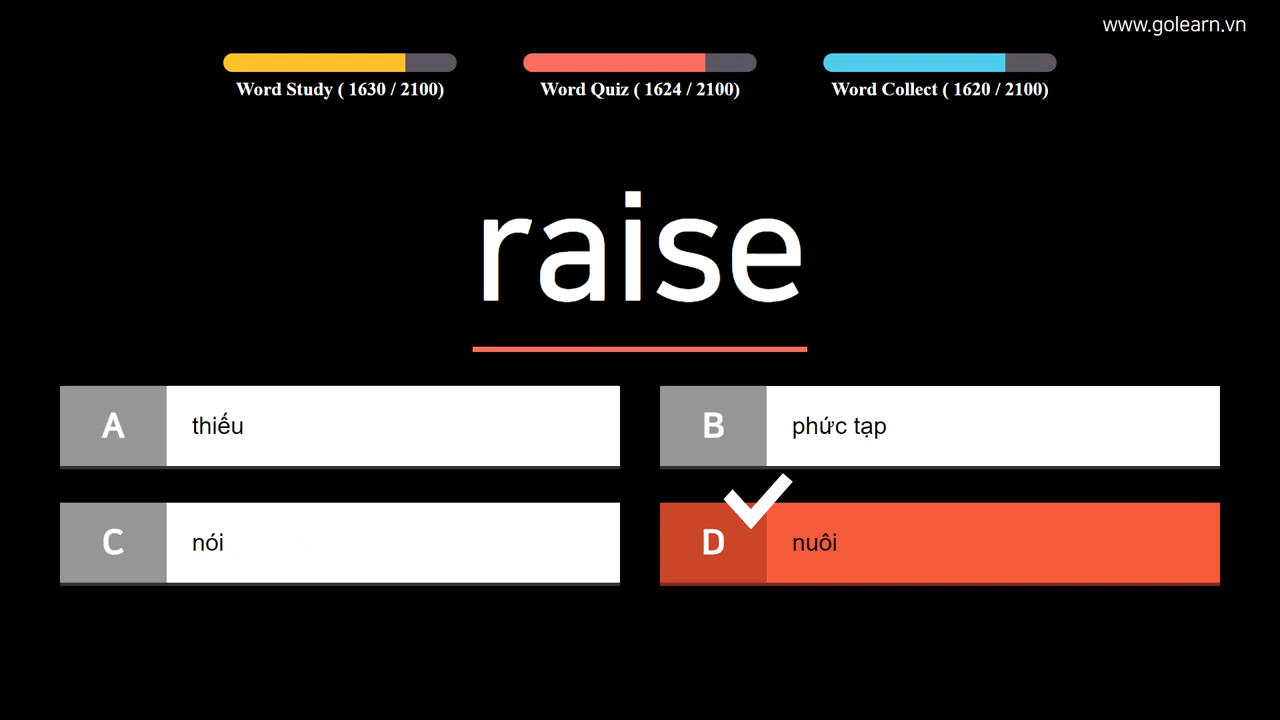 www.golearn.vn
Word Study ( 1630 / 2100)
Word Quiz ( 1624 / 2100)
Word Collect ( 1620 / 2100)
raise
A thiếu
B phức tạp
C nói
D nuôi